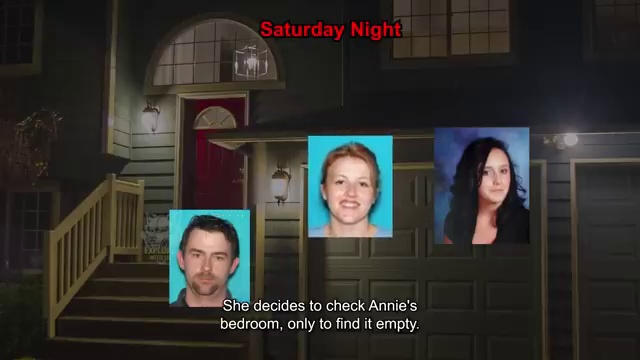 Saturday Night
She decides to check Annie's
bedroom, only to find it empty.